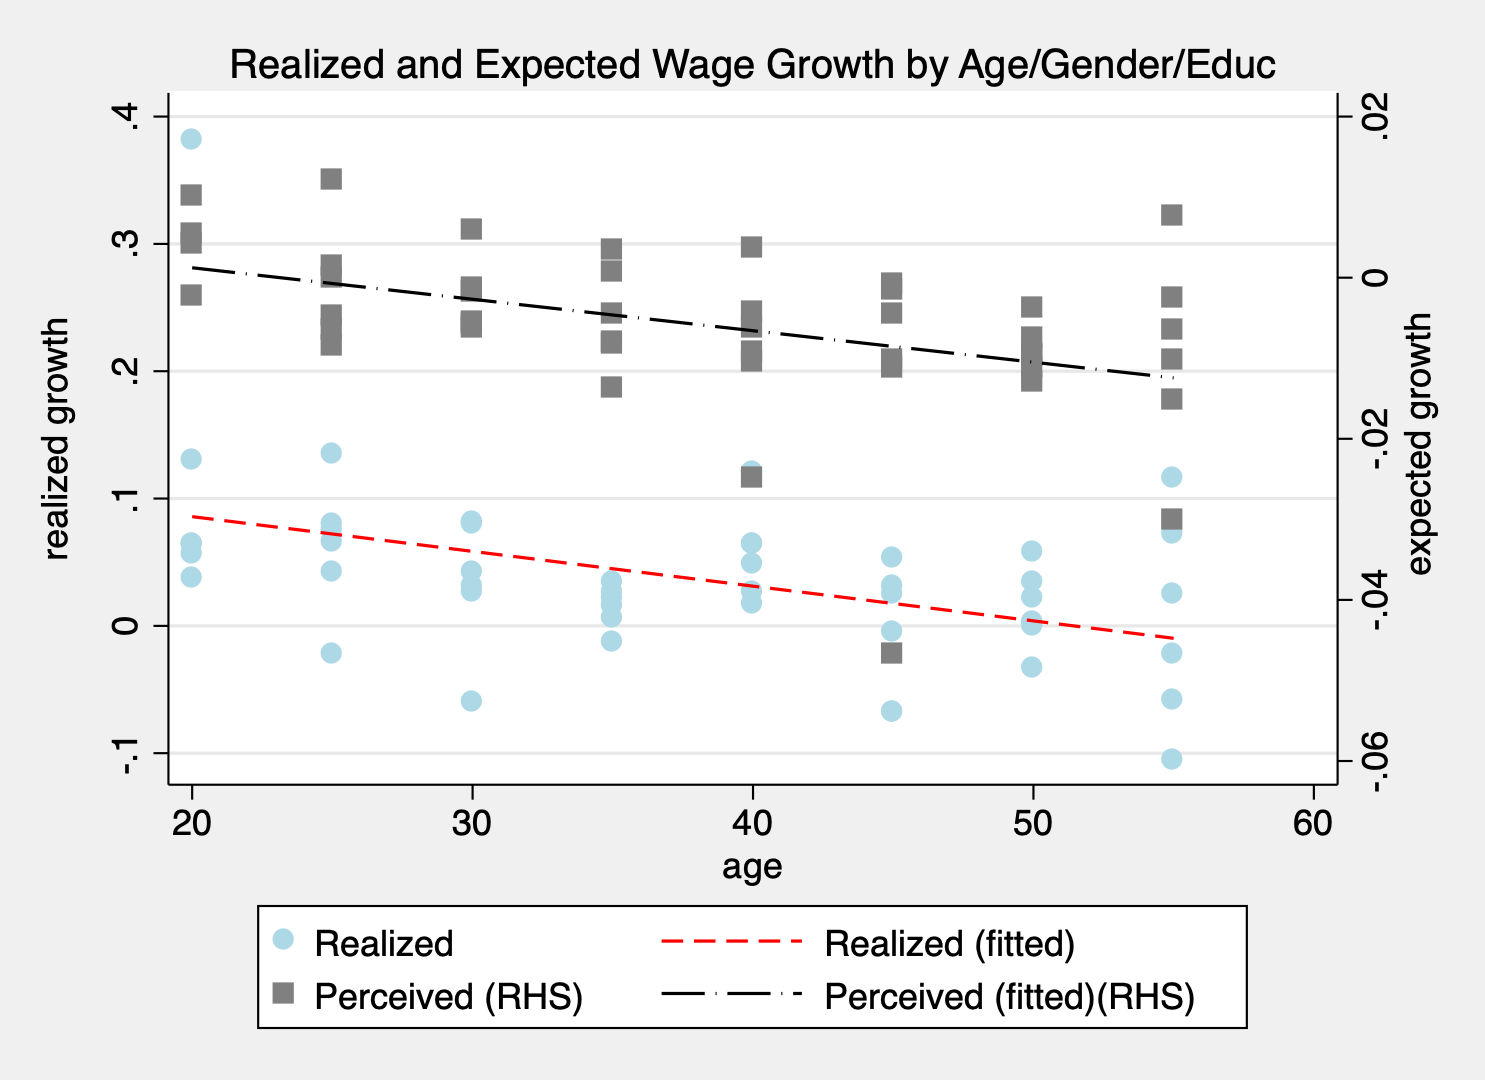 Realized and Expected Wage Growth by Age/Gender/Educ
.4
.3
.2
.1
0
-.1
realized growth
.02
0
-.02
-.04
-.06
expected growth
20 30 40 50 60
age
Realized Realized (fitted)
Perceived (RHS) Perceived (fitted)(RHS)